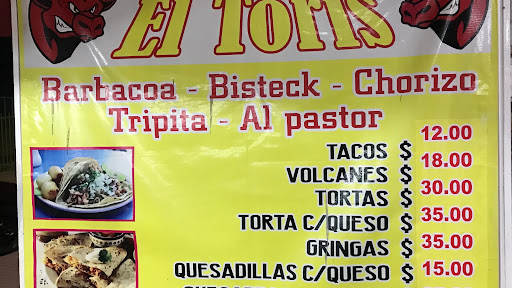 El Toris
Barbacoa - Bisteck - Chorizo
Tripita - Al pastor
TACOS $ 12.00
VOLCANES $ 18.00
TORTAS $ 30.00
TORTA C/QUESO $ 35.00
GRINGAS $ 35.00
QUESADILLAS C/QUESO $ 15.00